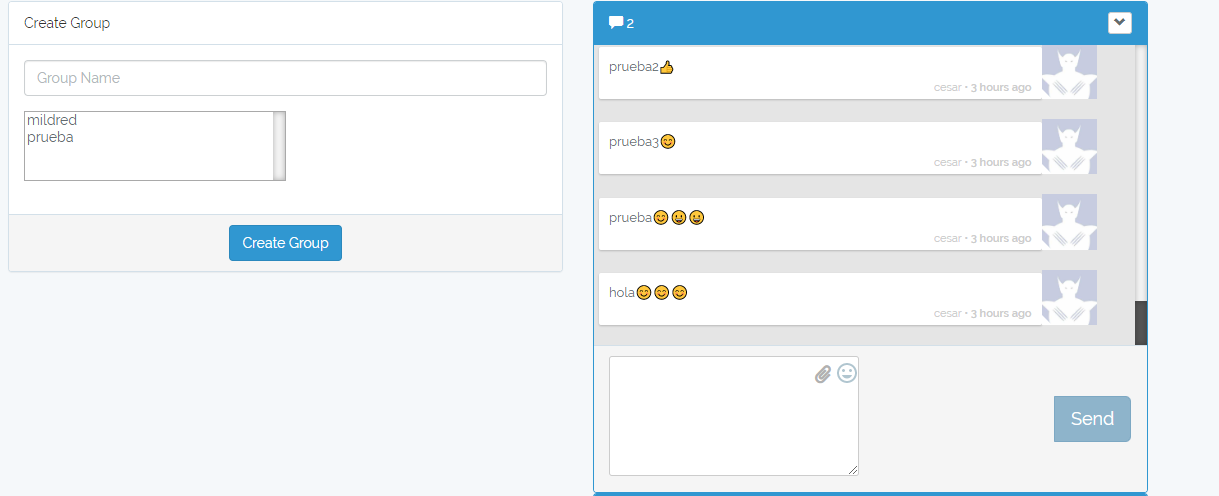 Create Group
Group Name
mildred
prueba
Create Group
2
prueba2👍
cesar • 3 hours ago
prueba3😊
cesar • 3 hours ago
prueba😊😃😃
cesar • 3 hours ago
hola😊😊😊
cesar • 3 hours ago
Send